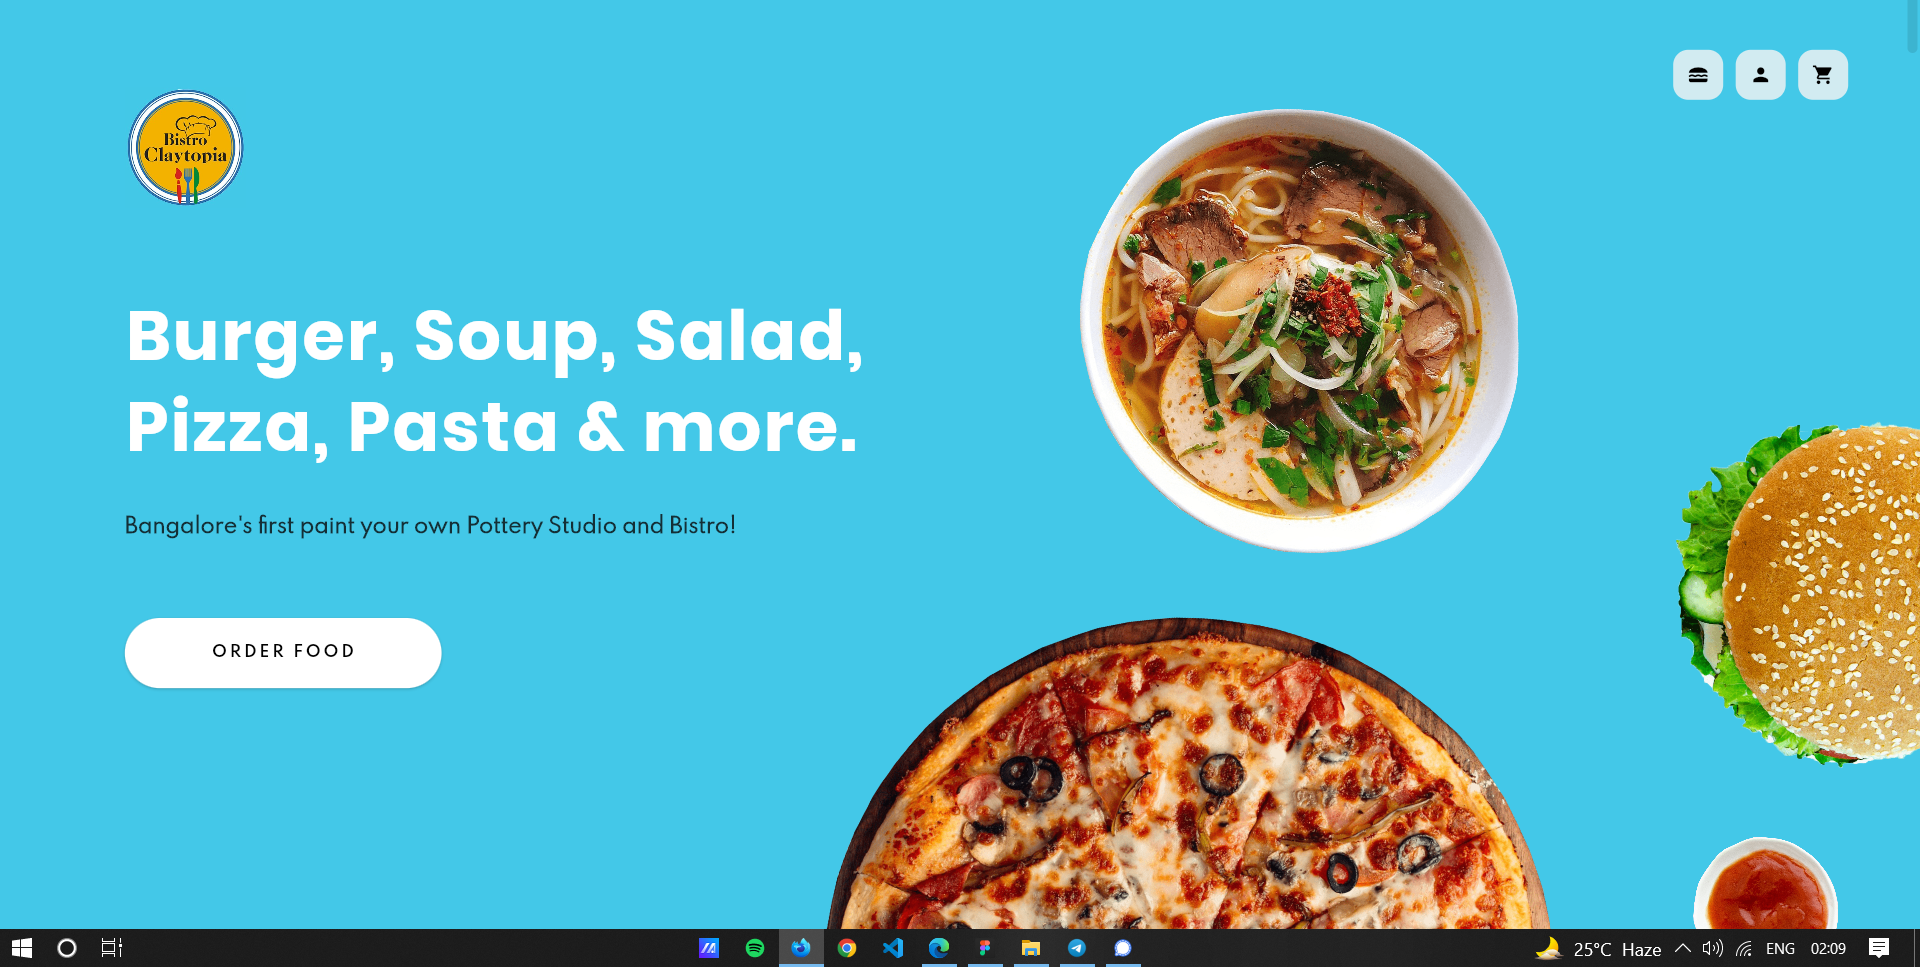 Bistro
Claytopia
Burger, Soup, Salad,
Pizza, Pasta & more.
Bangalore's first paint your own Pottery Studio and Bistro!
ORDER FOOD
25°C Haze
ENG
02:09